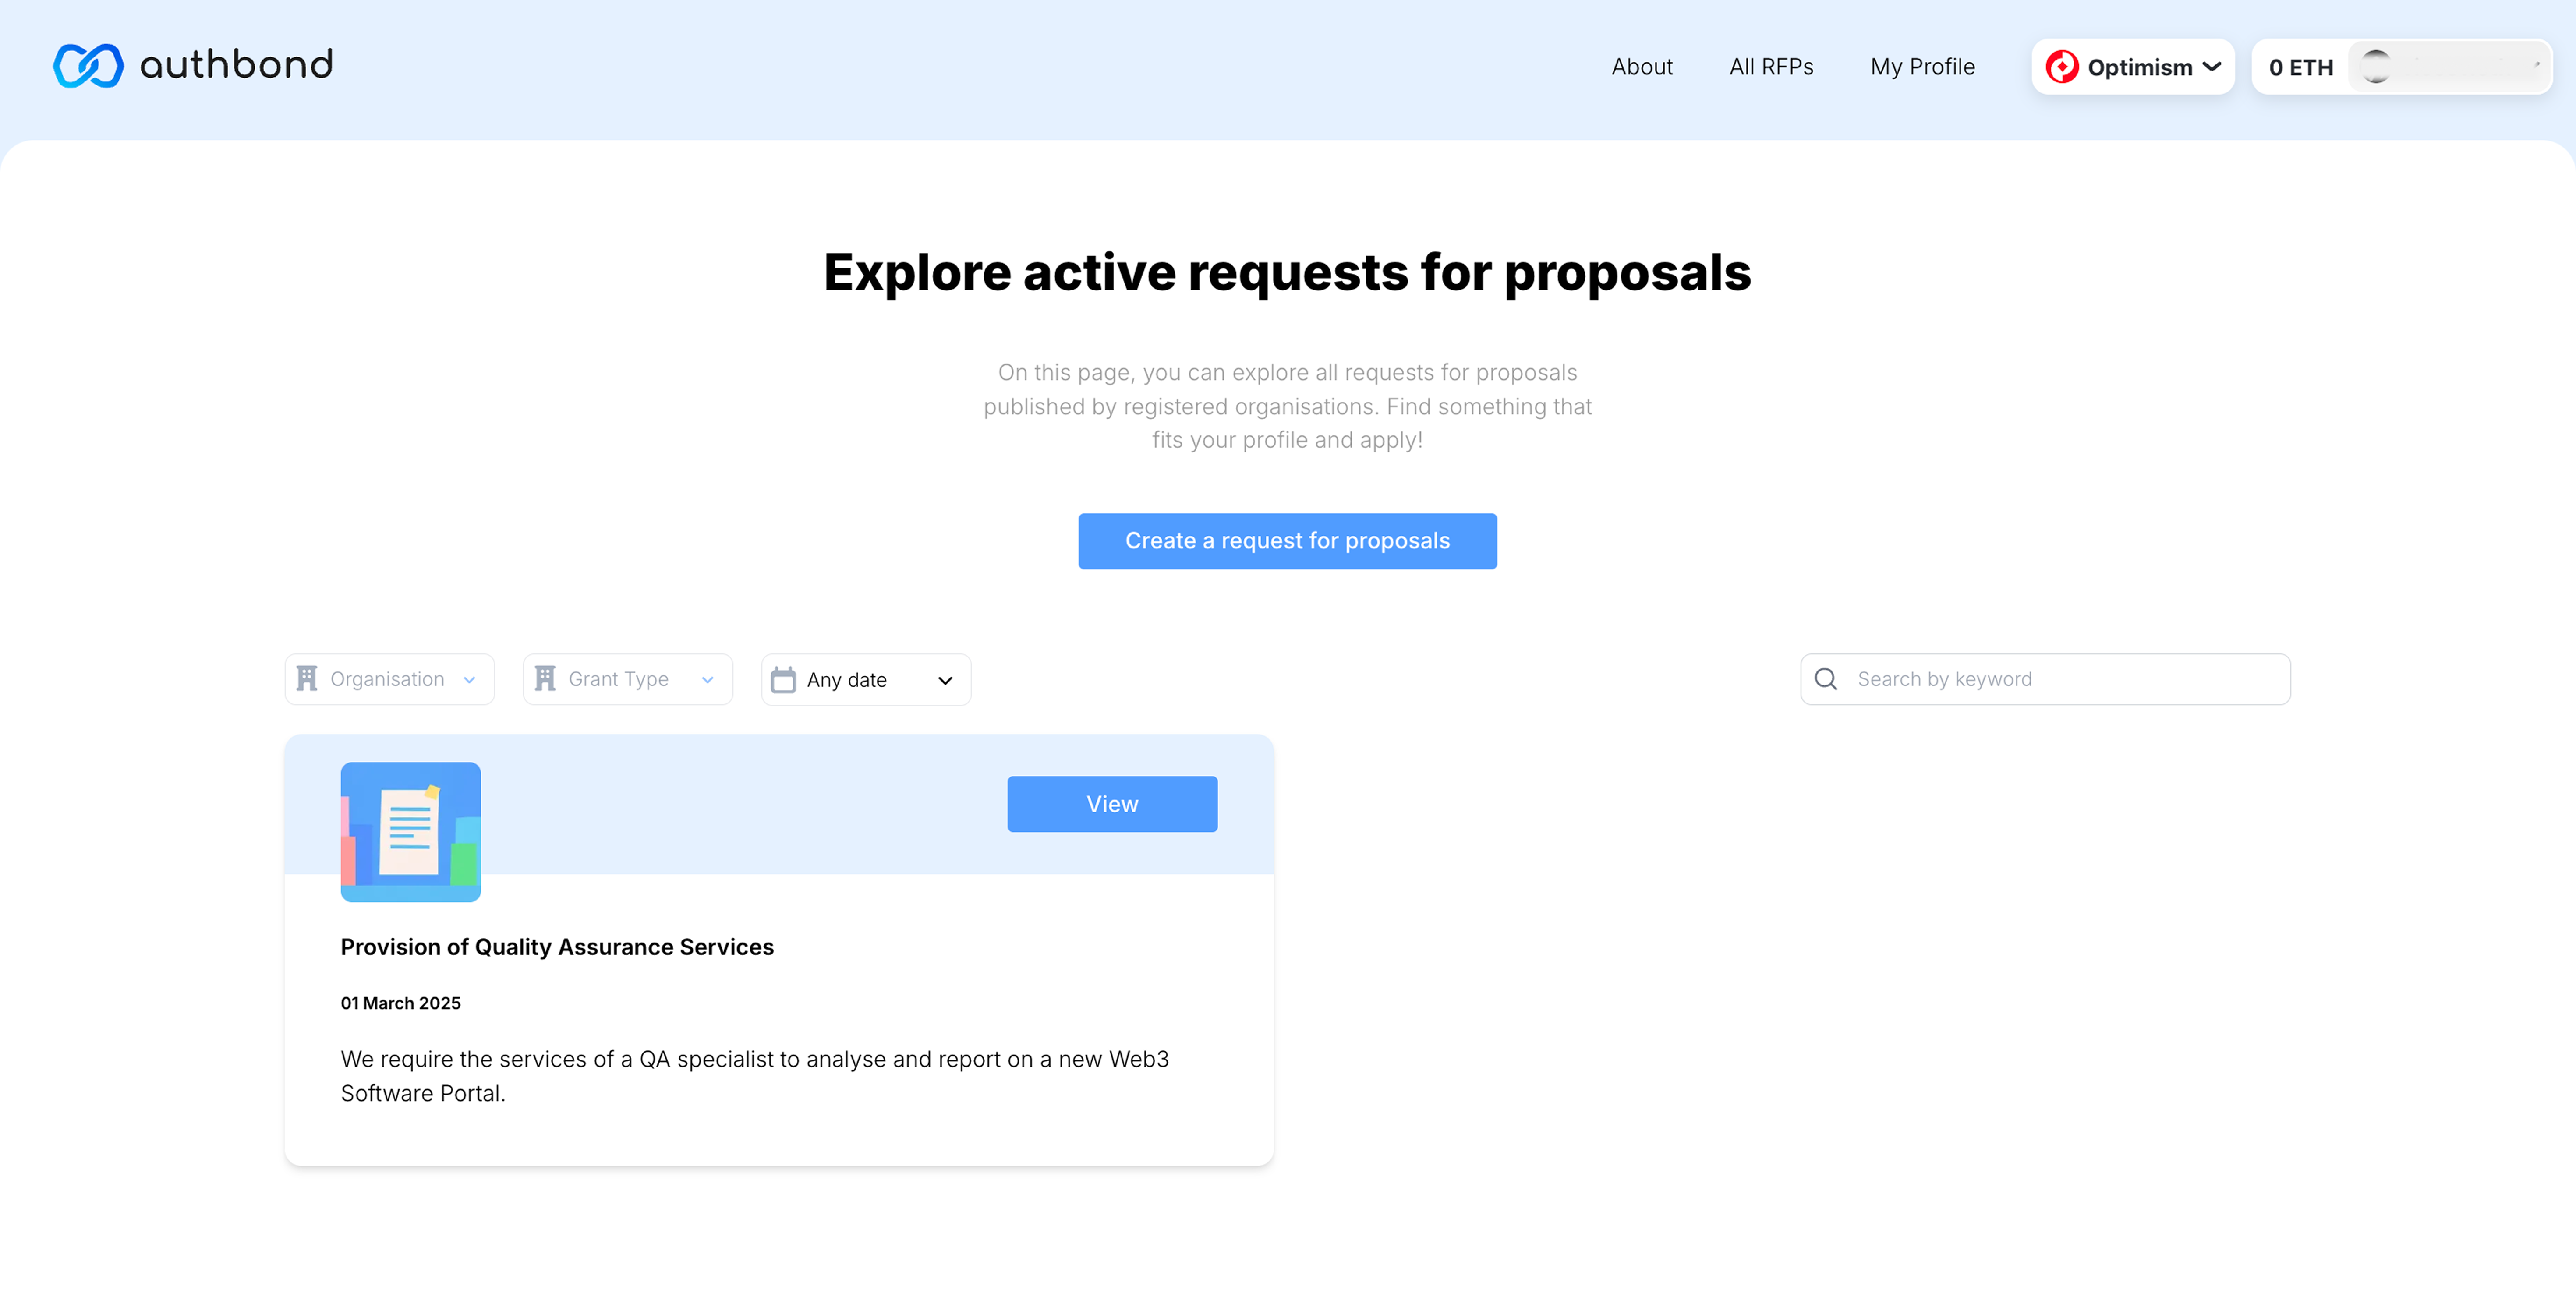 authbond
About
All RFPs
My Profile
Optimism
0 ETH
Explore active requests for proposals
On this page, you can explore all requests for proposals
published by registered organisations. Find something that
fits your profile and apply!
Create a request for proposals
Organisation
Grant Type
Any date
Search by keyword
View
Provision of Quality Assurance Services
01 March 2025
We require the services of a QA specialist to analyse and report on a new Web3
Software Portal.